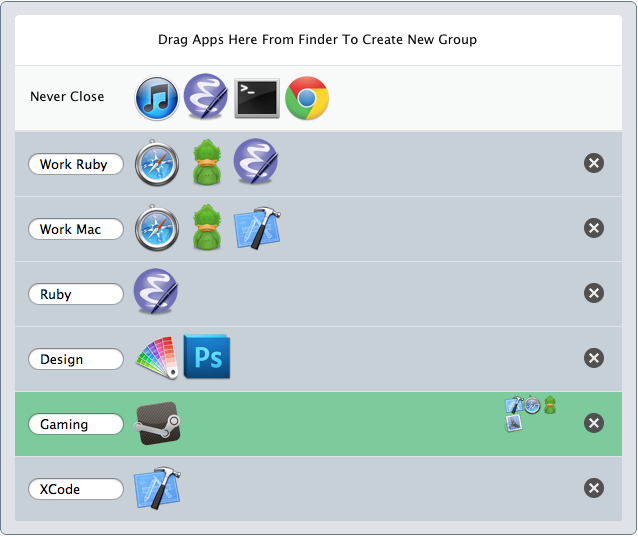 Drag Apps Here From Finder To Create New Group
Never Close
>_
Work Ruby
Work Mac
Ruby
Design
Ps
Gaming
XCode